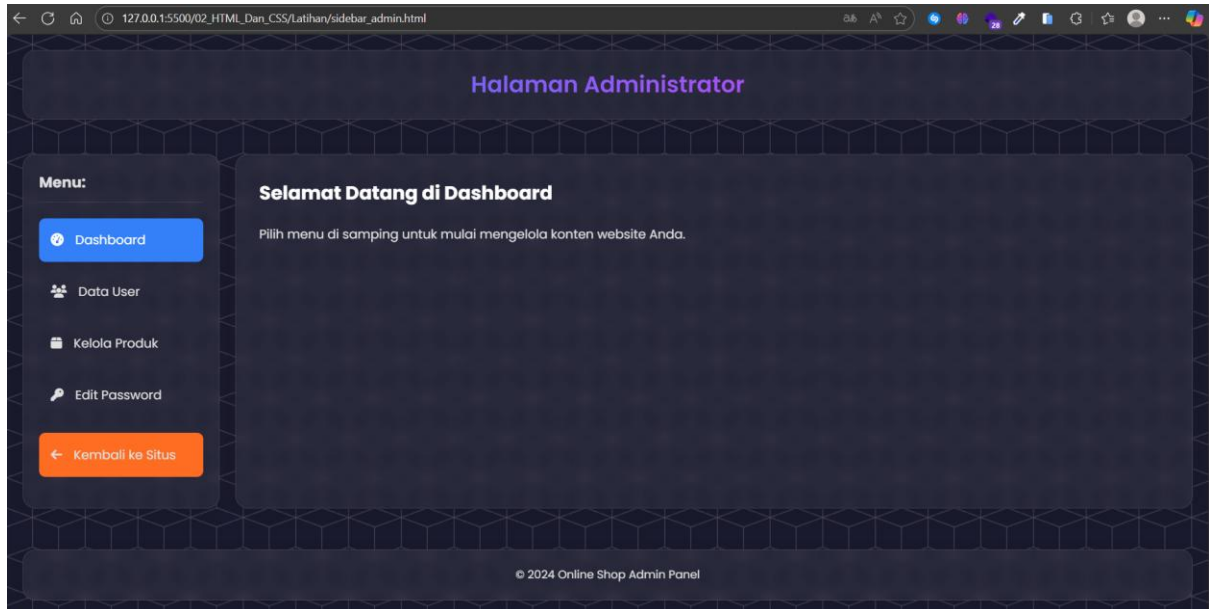 127.0.0.1:5500/02_HTML_Dan_CSS/Latihan/sidebar_admin.html
28
Halaman Administrator
Menu:
Dashboard
Data User
Kelola Produk
Edit Password
Kembali ke Situs
Selamat Datang di Dashboard
Pilih menu di samping untuk mulai mengelola konten website Anda.
© 2024 Online Shop Admin Panel